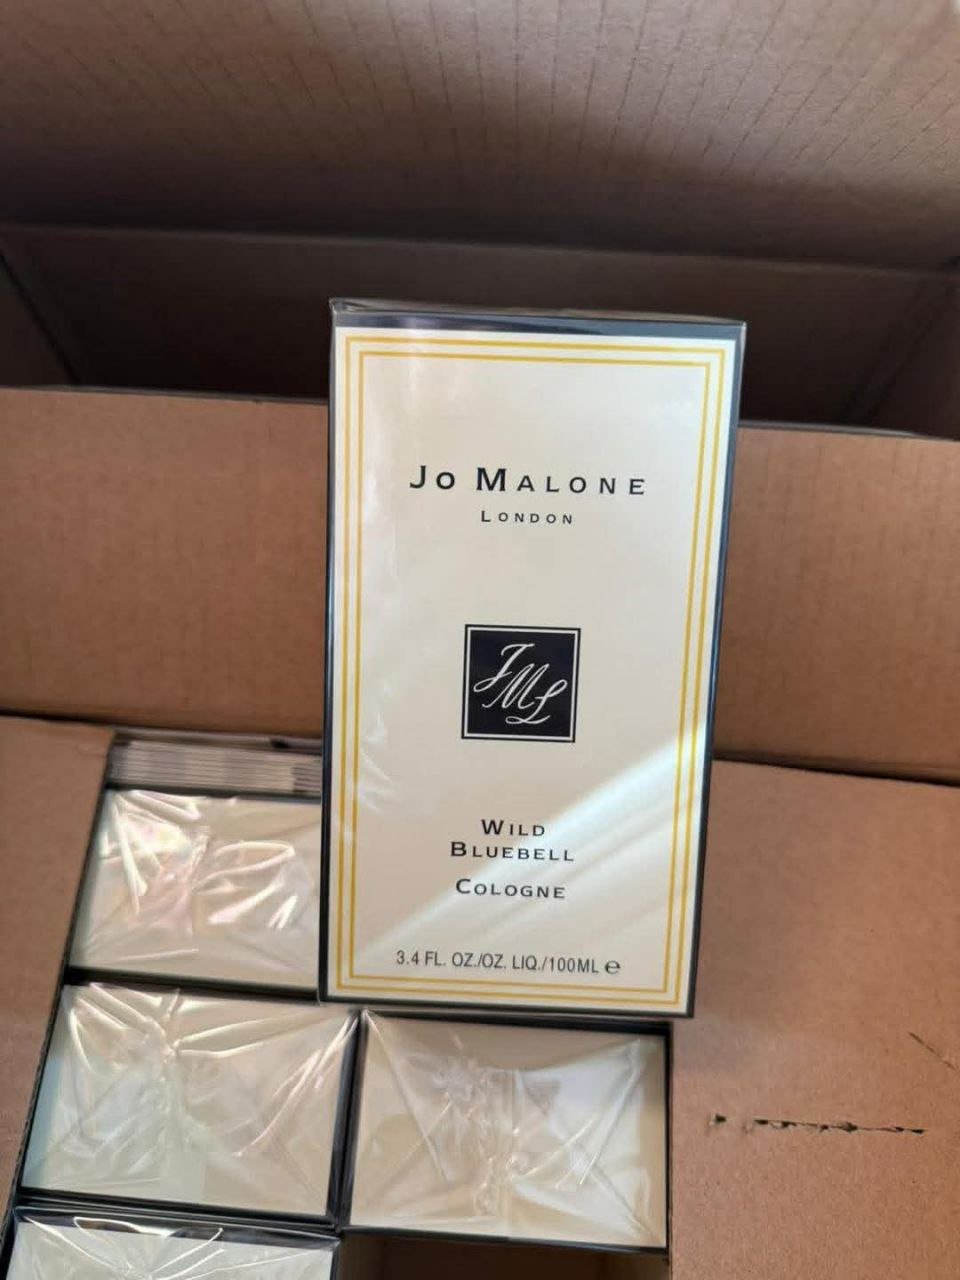 Jo Malone
London
JML
Wild
Bluebell
Cologne
3.4 FL. OZ./OZ. LIQ./100ML ℮